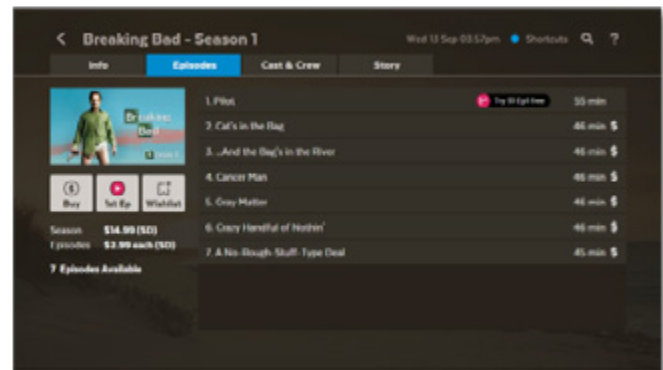 Breaking Bad - Season 1
Wed 13 Sep 03:57pm Shortcuts ?
Info Episodes Cast & Crew Story
Breaking
Bad
1. Pilot Try 1st Ep Free 55 min
2. Cat's in the Bag 46 min $
3. ..And the Bag's in the River 46 min $
4. Cancer Man 46 min $
5. Gray Matter 46 min $
6. Crazy Handful of Nothin' 46 min $
7. A No-Rough-Stuff-Type Deal 45 min $
Buy 1st Ep Wishlist
Season $14.99 (SD)
Episodes $3.99 each (SD)
7 Episodes Available